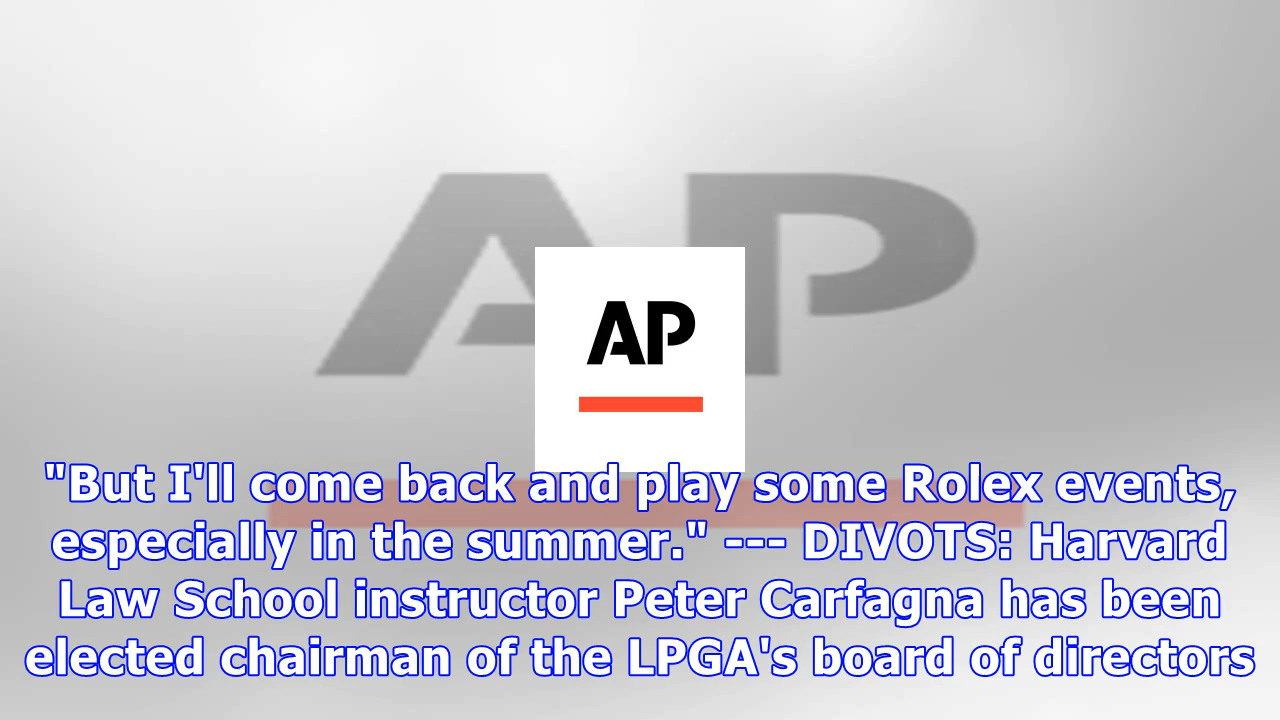 AP
AP
"But I'll come back and play some Rolex events,
especially in the summer." --- DIVOTS: Harvard
Law School instructor Peter Carfagna has been
elected chairman of the LPGA's board of directors